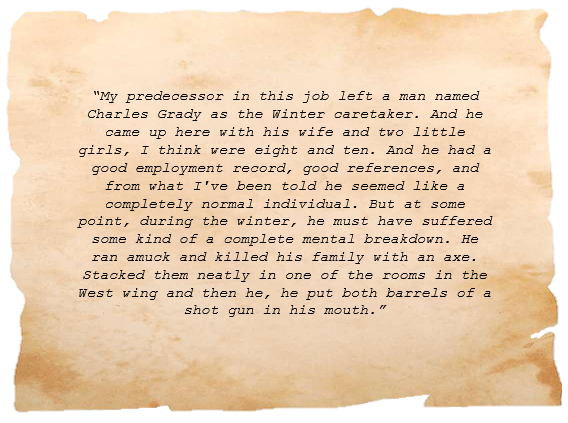 “My predecessor in this job left a man named
Charles Grady as the Winter caretaker. And he
came up here with his wife and two little
girls, I think were eight and ten. And he had a
good employment record, good references, and
from what I've been told he seemed like a
completely normal individual. But at some
point, during the winter, he must have suffered
some kind of a complete mental breakdown. He
ran amuck and killed his family with an axe.
Stacked them neatly in one of the rooms in the
West wing and then he, he put both barrels of a
shot gun in his mouth.”